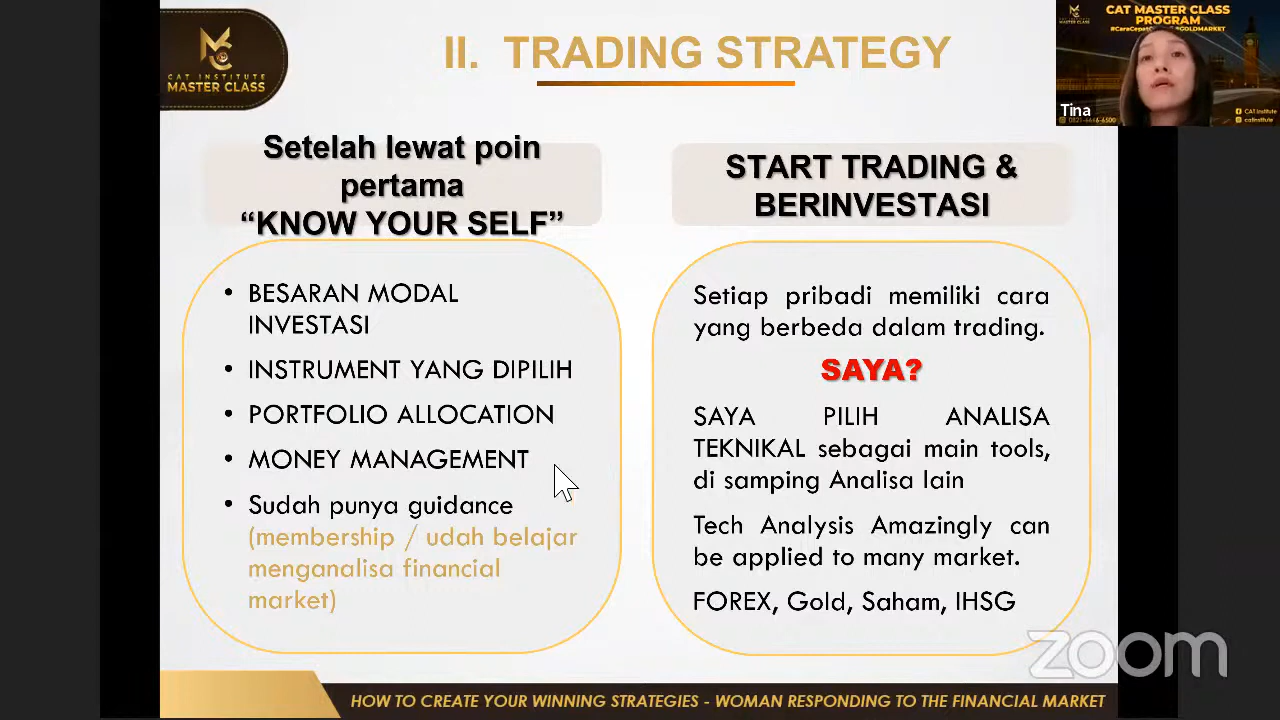 CAT INSTITUTE
MASTER CLASS
II. TRADING STRATEGY
CAT MASTER CLASS
PROGRAM
Tina
CAT institute
catinstitute
Setelah lewat poin
pertama
“KNOW YOUR SELF”
• BESARAN MODAL
INVESTASI
• INSTRUMENT YANG DIPILIH
• PORTFOLIO ALLOCATION
• MONEY MANAGEMENT
• Sudah punya guidance
(membership / udah belajar
menganalisa financial
market)
START TRADING &
BERINVESTASI
Setiap pribadi memiliki cara
yang berbeda dalam trading.
SAYA?
SAYA PILIH ANALISA
TEKNIKAL sebagai main tools,
di samping Analisa lain
Tech Analysis Amazingly can
be applied to many market.
FOREX, Gold, Saham, IHSG
zoom
HOW TO CREATE YOUR WINNING STRATEGIES - WOMAN RESPONDING TO THE FINANCIAL MARKET